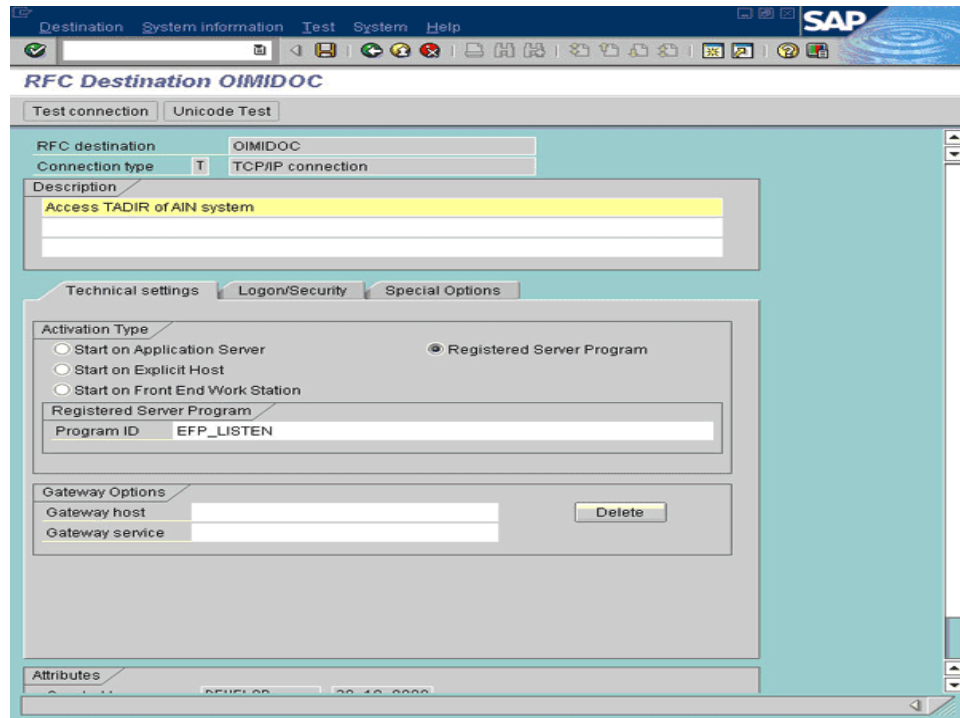 Destination System information Test System Help
SAP
RFC Destination OIMIDOC
Test connection Unicode Test
RFC destination OIMIDOC
Connection type T TCP/IP connection
Description
Access TADIR of AIN system
Technical settings Logon/Security Special Options
Activation Type
Start on Application Server Registered Server Program
Start on Explicit Host
Start on Front End Work Station
Registered Server Program
Program ID EFP_LISTEN
Gateway Options
Gateway host Delete
Gateway service
Attributes